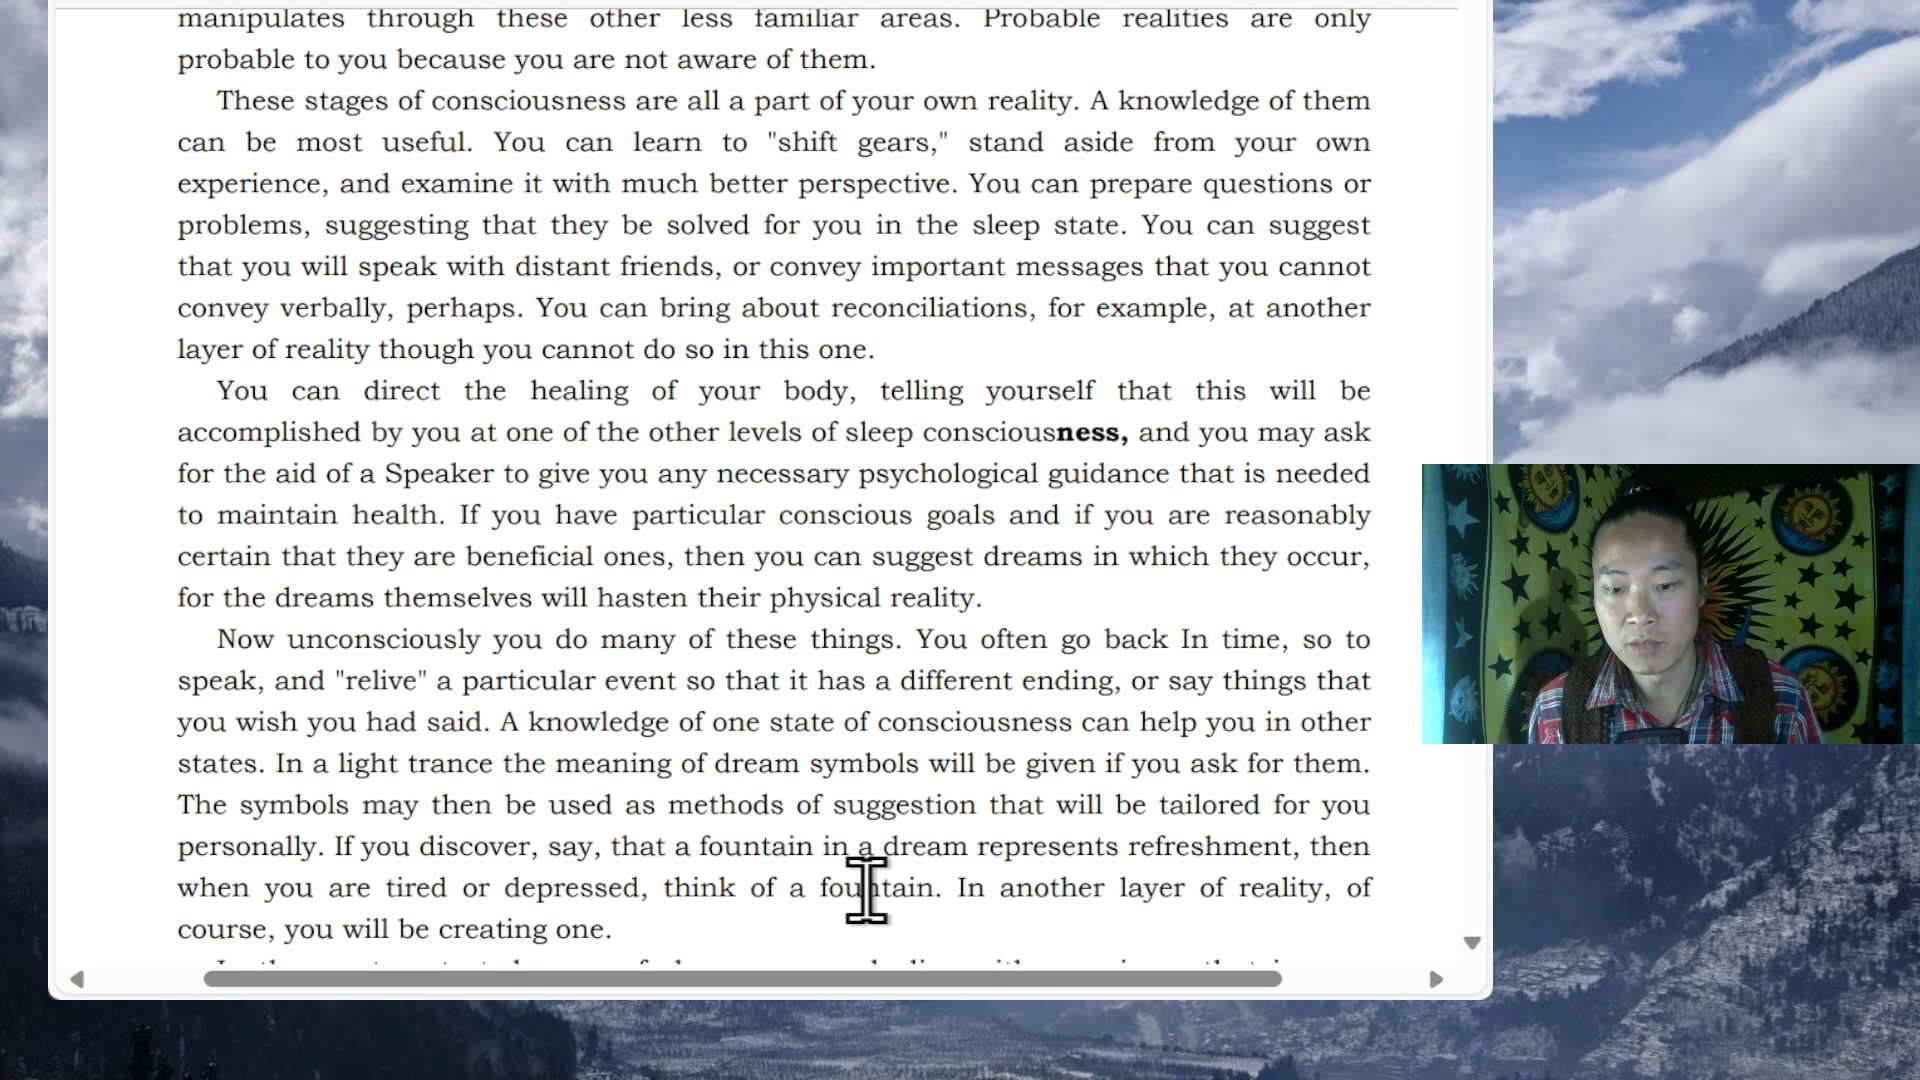 manipulates through these other less familiar areas. Probable realities are only
probable to you because you are not aware of them.
These stages of consciousness are all a part of your own reality. A knowledge of them
can be most useful. You can learn to "shift gears," stand aside from your own
experience, and examine it with much better perspective. You can prepare questions or
problems, suggesting that they be solved for you in the sleep state. You can suggest
that you will speak with distant friends, or convey important messages that you cannot
convey verbally, perhaps. You can bring about reconciliations, for example, at another
layer of reality though you cannot do so in this one.
You can direct the healing of your body, telling yourself that this will be
accomplished by you at one of the other levels of sleep consciousness, and you may ask
for the aid of a Speaker to give you any necessary psychological guidance that is needed
to maintain health. If you have particular conscious goals and if you are reasonably
certain that they are beneficial ones, then you can suggest dreams in which they occur,
for the dreams themselves will hasten their physical reality.
Now unconsciously you do many of these things. You often go back In time, so to
speak, and "relive" a particular event so that it has a different ending, or say things that
you wish you had said. A knowledge of one state of consciousness can help you in other
states. In a light trance the meaning of dream symbols will be given if you ask for them.
The symbols may then be used as methods of suggestion that will be tailored for you
personally. If you discover, say, that a fountain in a dream represents refreshment, then
when you are tired or depressed, think of a fountain. In another layer of reality, of
course, you will be creating one.